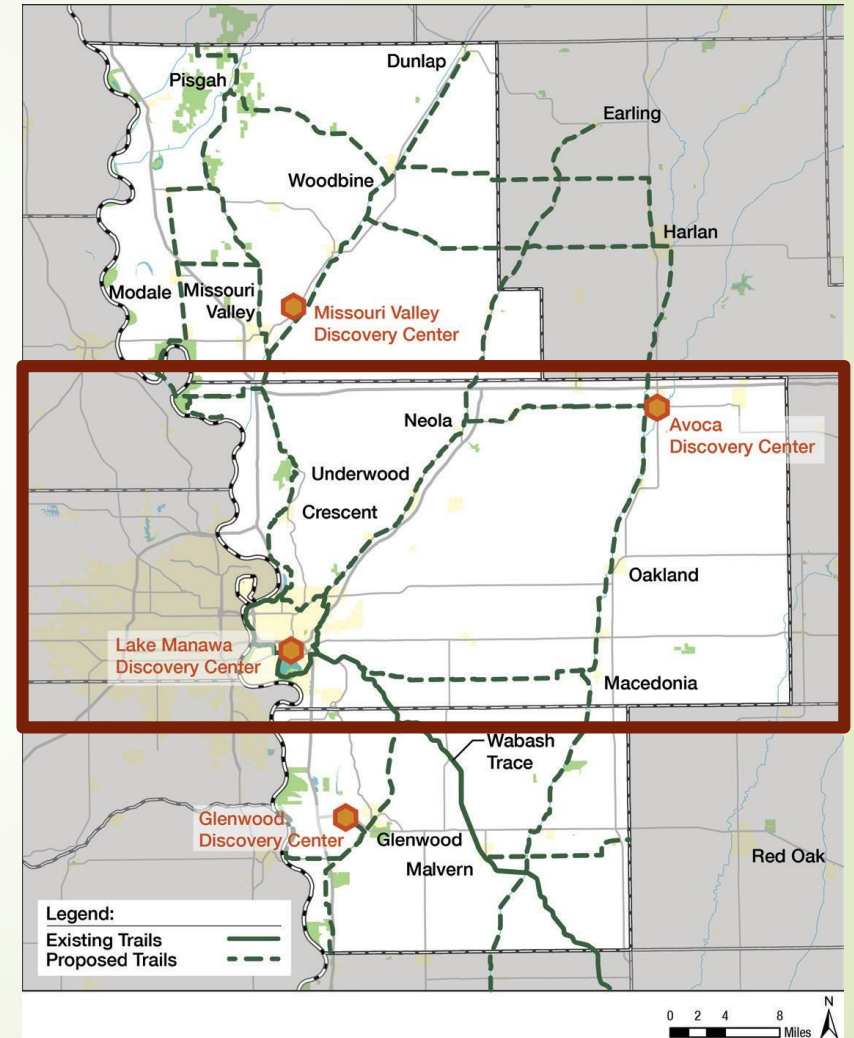 Pisgah
Dunlap
Earling
Woodbine
Harlan
Modale
Missouri
Valley
Missouri Valley
Discovery Center
Neola
Avoca
Discovery Center
Underwood
Crescent
Oakland
Lake Manawa
Discovery Center
Macedonia
Wabash
Trace
Glenwood
Discovery Center
Glenwood
Malvern
Red Oak
Legend:
Existing Trails
Proposed Trails
N
0 2 4 8
Miles